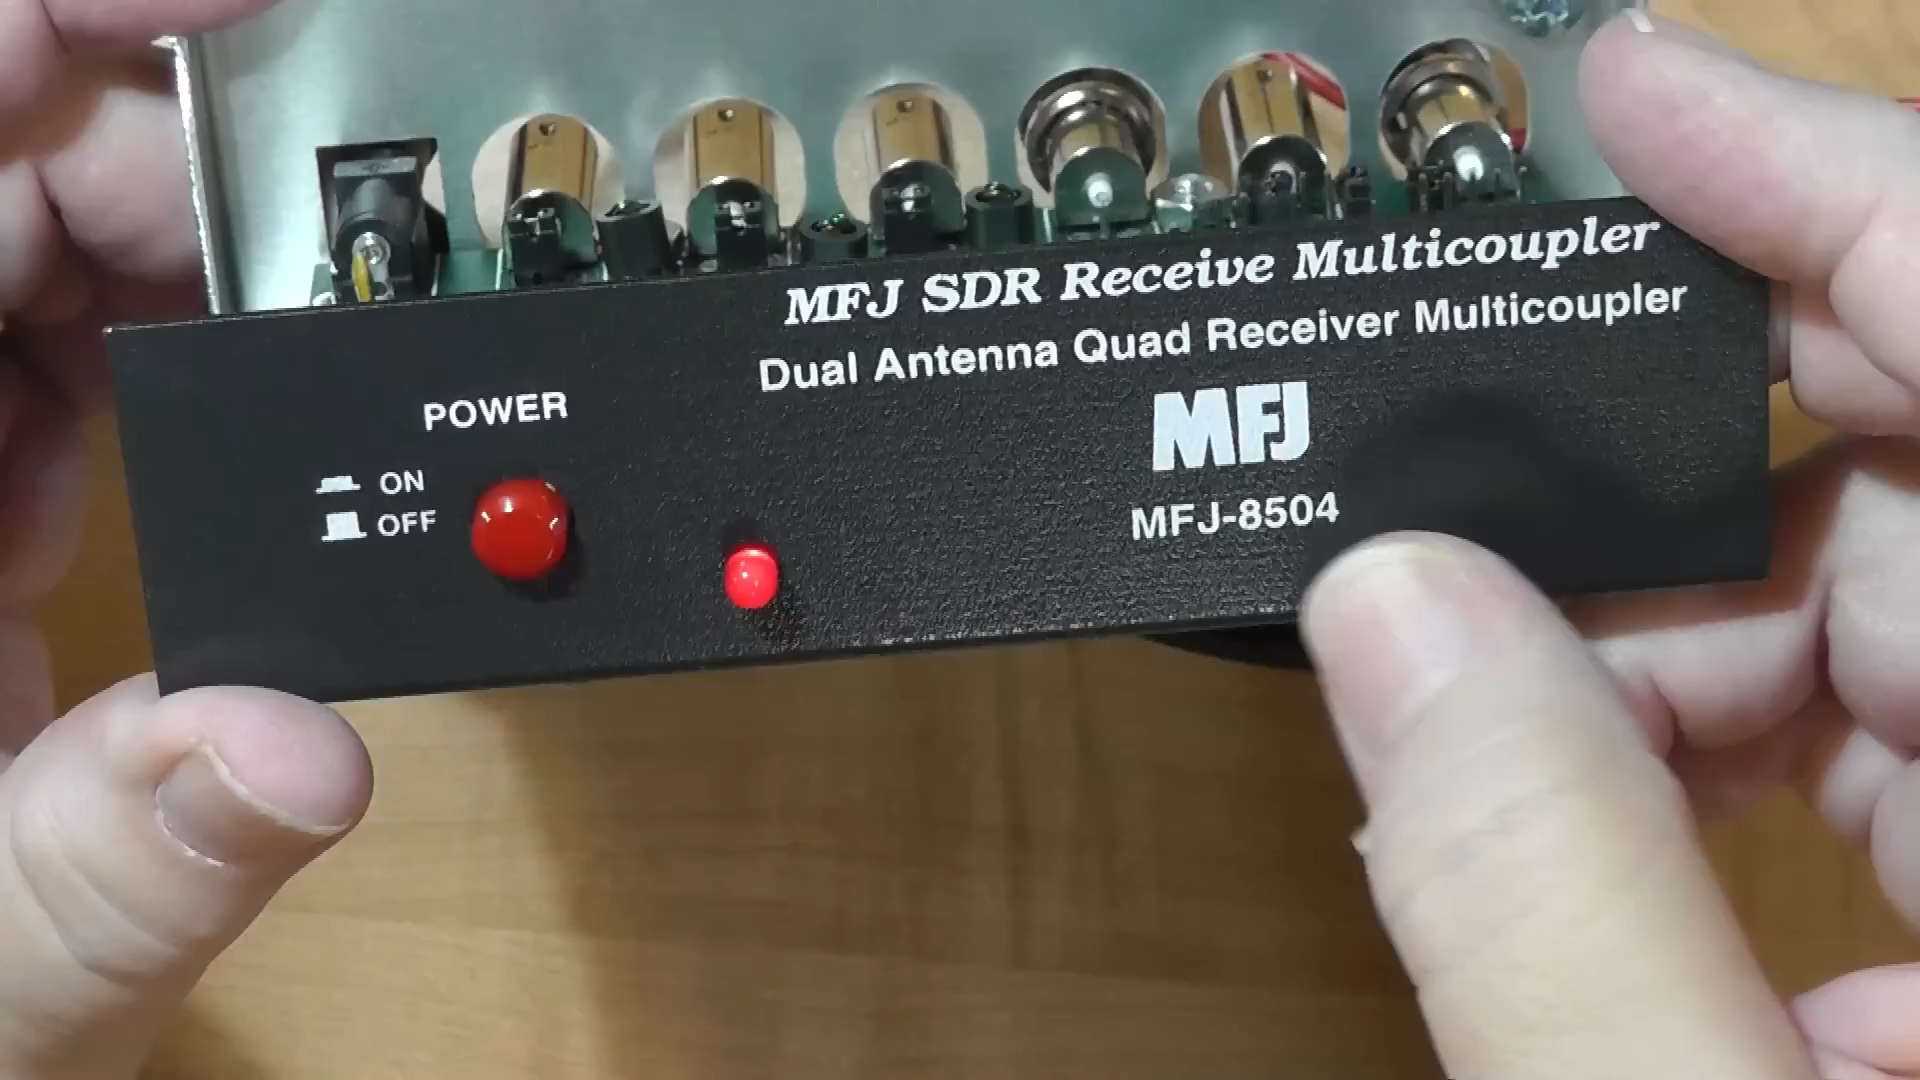 MFJ SDR Receive Multicoupler
Dual Antenna Quad Receiver Multicoupler
POWER
ON
OFF
MFJ
MFJ-8504